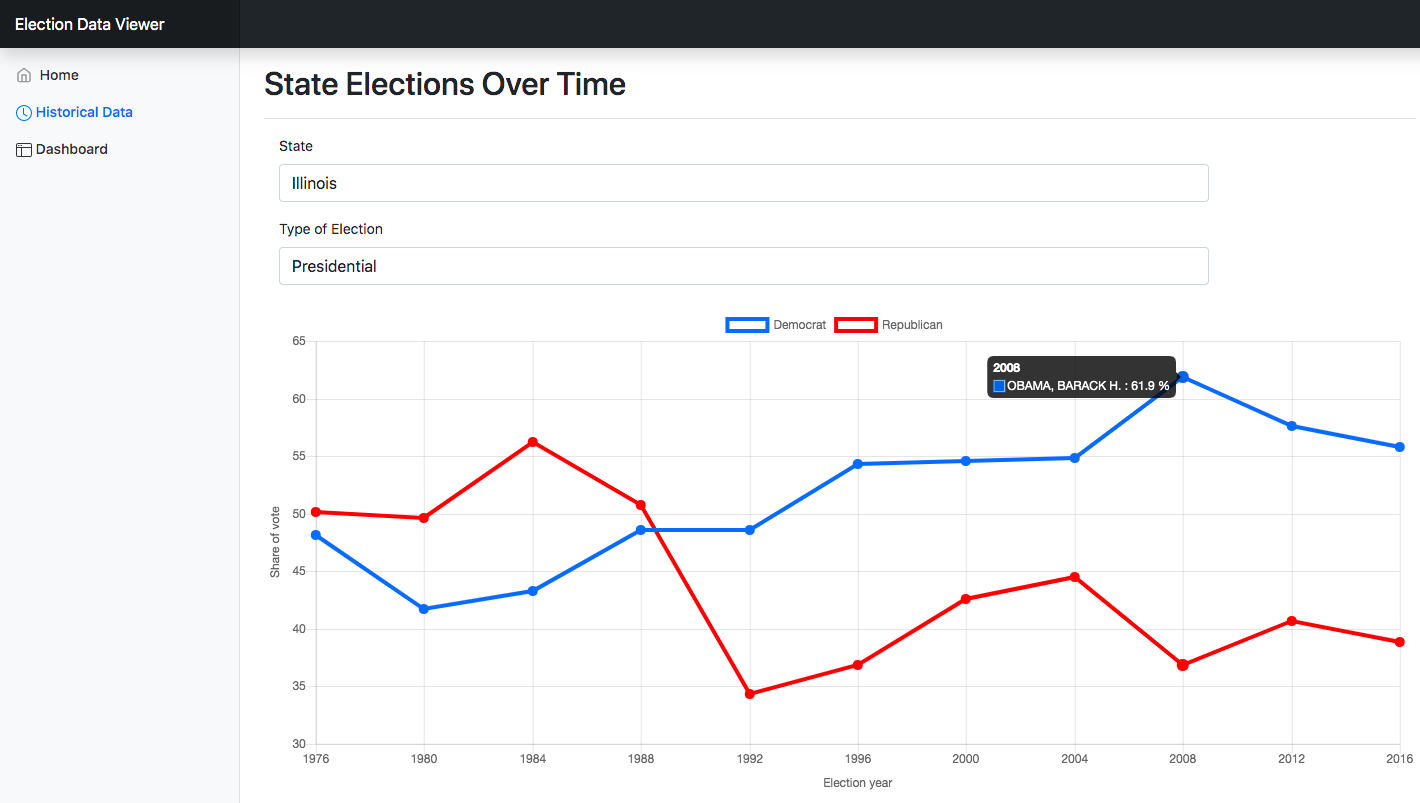 Election Data Viewer
Home
Historical Data
Dashboard
State Elections Over Time
State
Illinois
Type of Election
Presidential
Democrat Republican
65
60
55
50
45
40
35
30
Share of vote
2008
OBAMA, BARACK H. : 61.9 %
1976 1980 1984 1988 1992 1996 2000 2004 2008 2012 2016
Election year